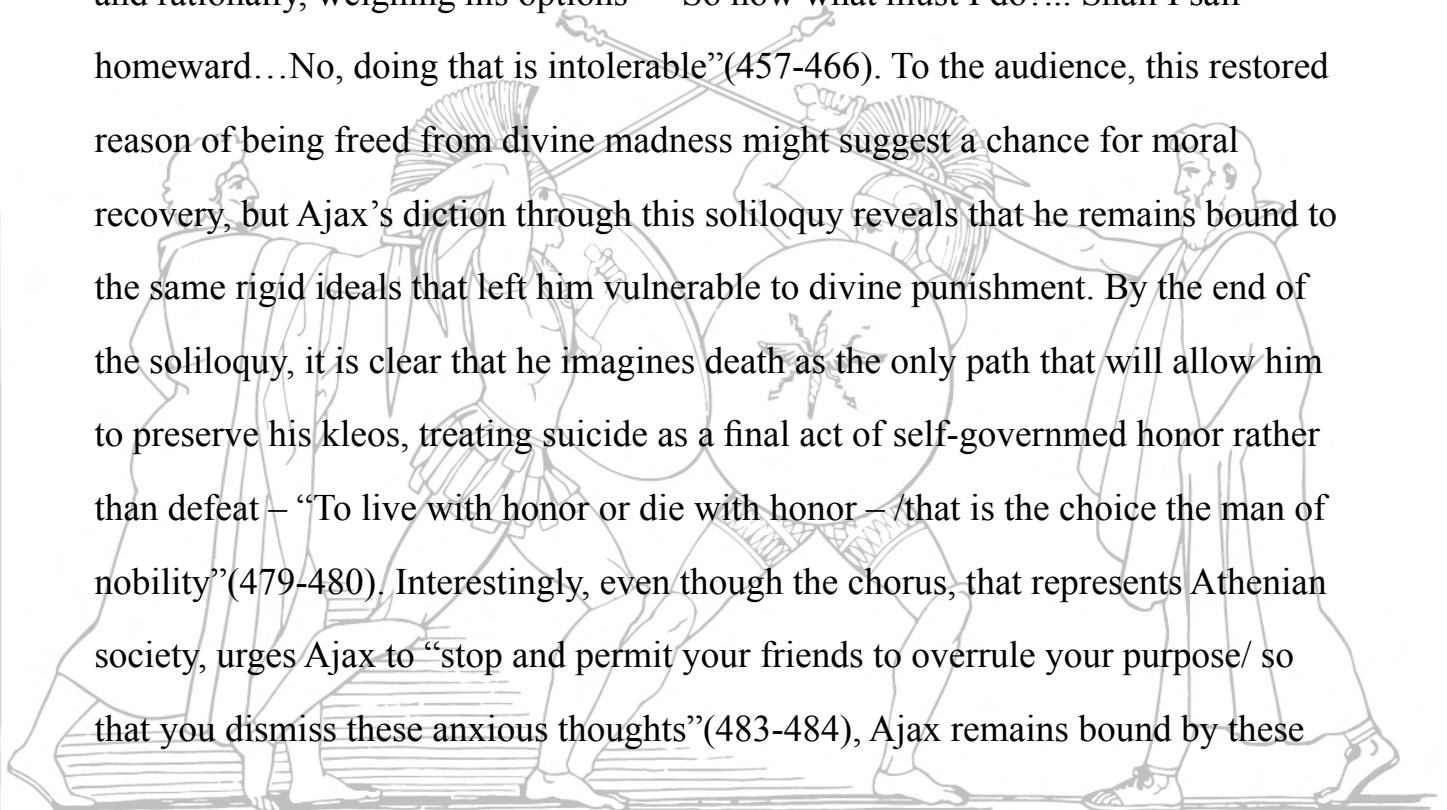 and rationally, weighing his options – “So now what must I do?... Shall I sail
homeward…No, doing that is intolerable”(457-466). To the audience, this restored
reason of being freed from divine madness might suggest a chance for moral
recovery, but Ajax’s diction through this soliloquy reveals that he remains bound to
the same rigid ideals that left him vulnerable to divine punishment. By the end of
the soliloquy, it is clear that he imagines death as the only path that will allow him
to preserve his kleos, treating suicide as a final act of self-governmed honor rather
than defeat – “To live with honor or die with honor – /that is the choice the man of
nobility”(479-480). Interestingly, even though the chorus, that represents Athenian
society, urges Ajax to “stop and permit your friends to overrule your purpose/ so
that you dismiss these anxious thoughts”(483-484), Ajax remains bound by these